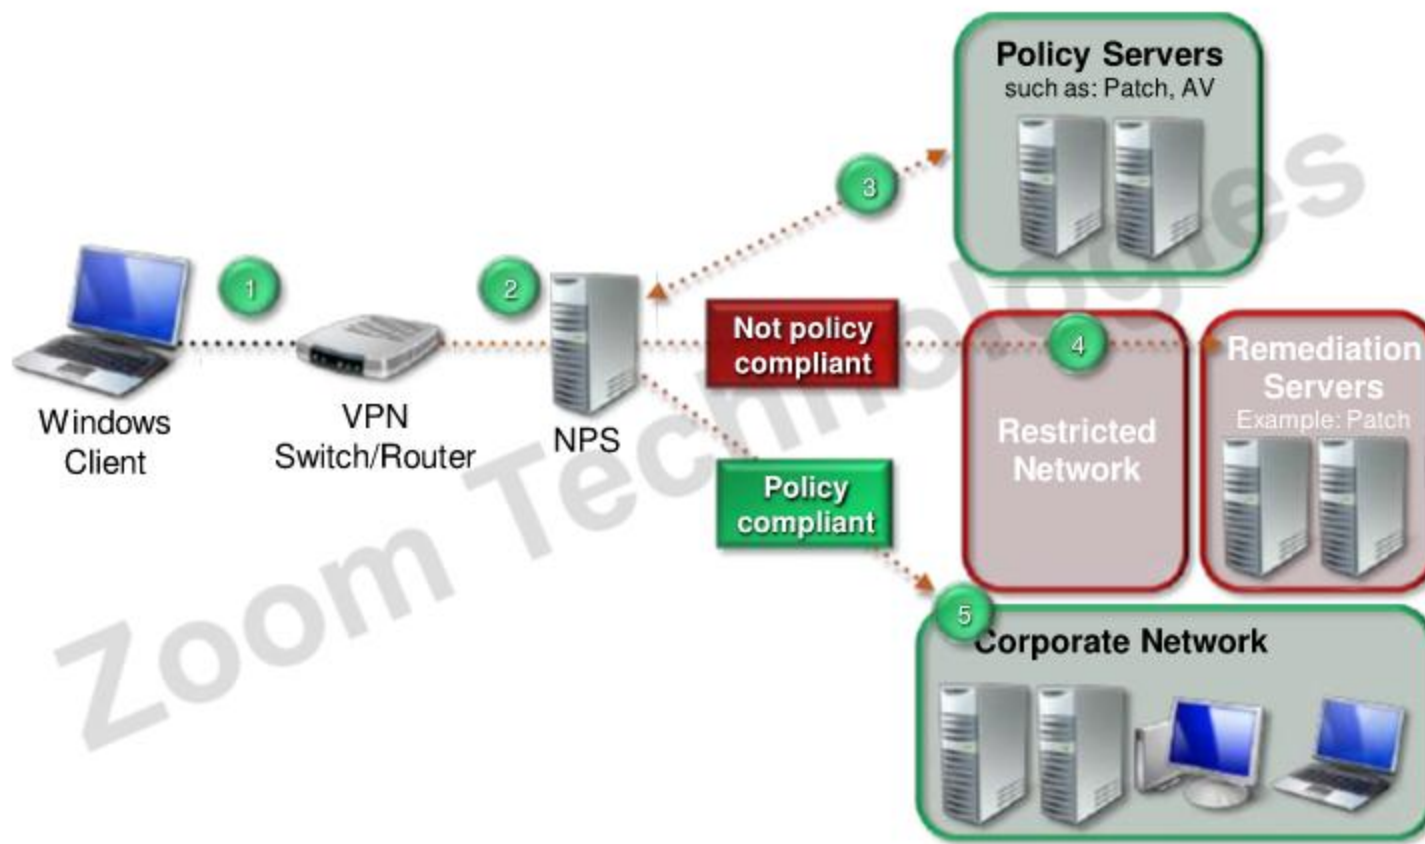 Policy Servers
such as: Patch, AV
3
1
2
Not policy
compliant
4
Remediation
Servers
Example: Patch
Restricted
Network
Windows
Client
VPN
Switch/Router
NPS
Policy
compliant
5
Corporate Network
Zoom Technologies